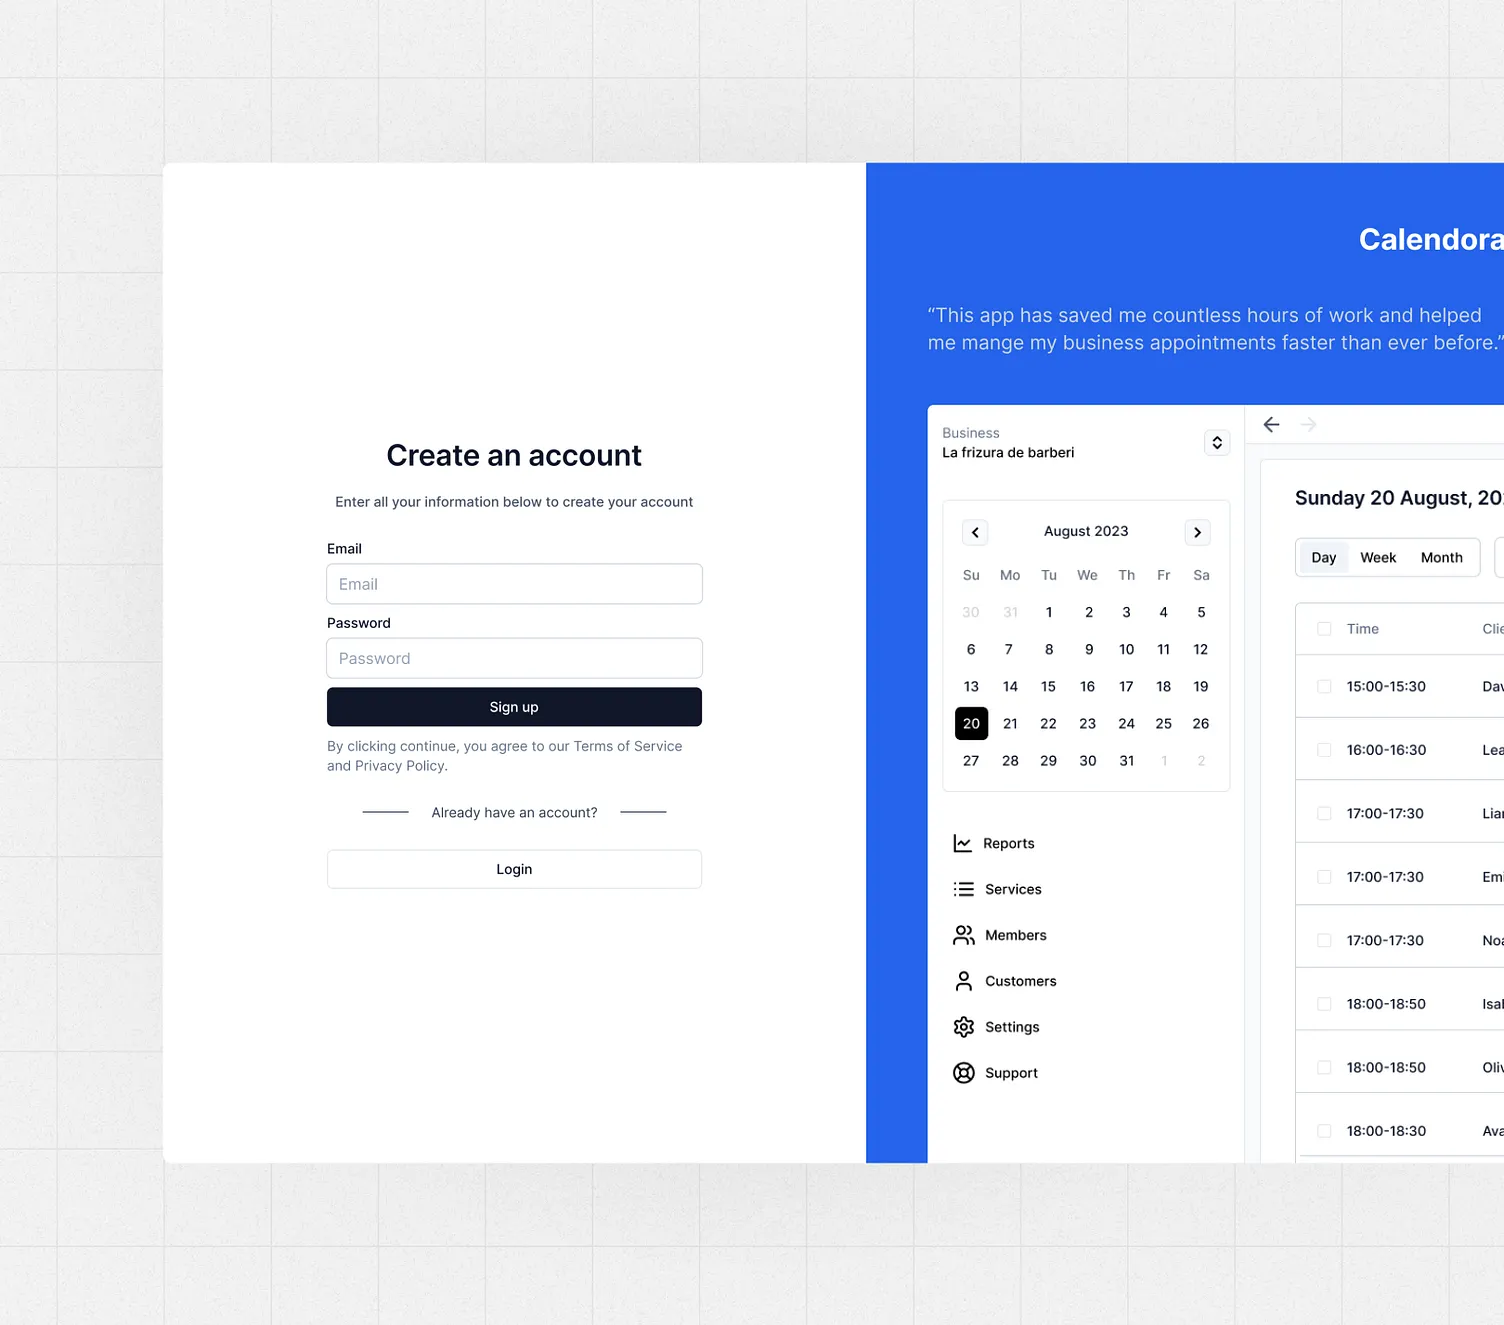 Create an account
Enter all your information below to create your account
Email
Email
Password
Password
Sign up
By clicking continue, you agree to our Terms of Service
and Privacy Policy.
Already have an account?
Login
Calendora
“This app has saved me countless hours of work and helped
me mange my business appointments faster than ever before.”
Business
La frizura de barberi
August 2023
Su Mo Tu We Th Fr Sa
30 31 1 2 3 4 5
6 7 8 9 10 11 12
13 14 15 16 17 18 19
20 21 22 23 24 25 26
27 28 29 30 31 1 2
Reports
Services
Members
Customers
Settings
Support
Sunday 20 August, 202
Day Week Month
Time Clie
15:00-15:30 Dav
16:00-16:30 Lea
17:00-17:30 Liar
17:00-17:30 Emi
17:00-17:30 Noa
18:00-18:50 Isal
18:00-18:50 Oliv
18:00-18:30 Ava